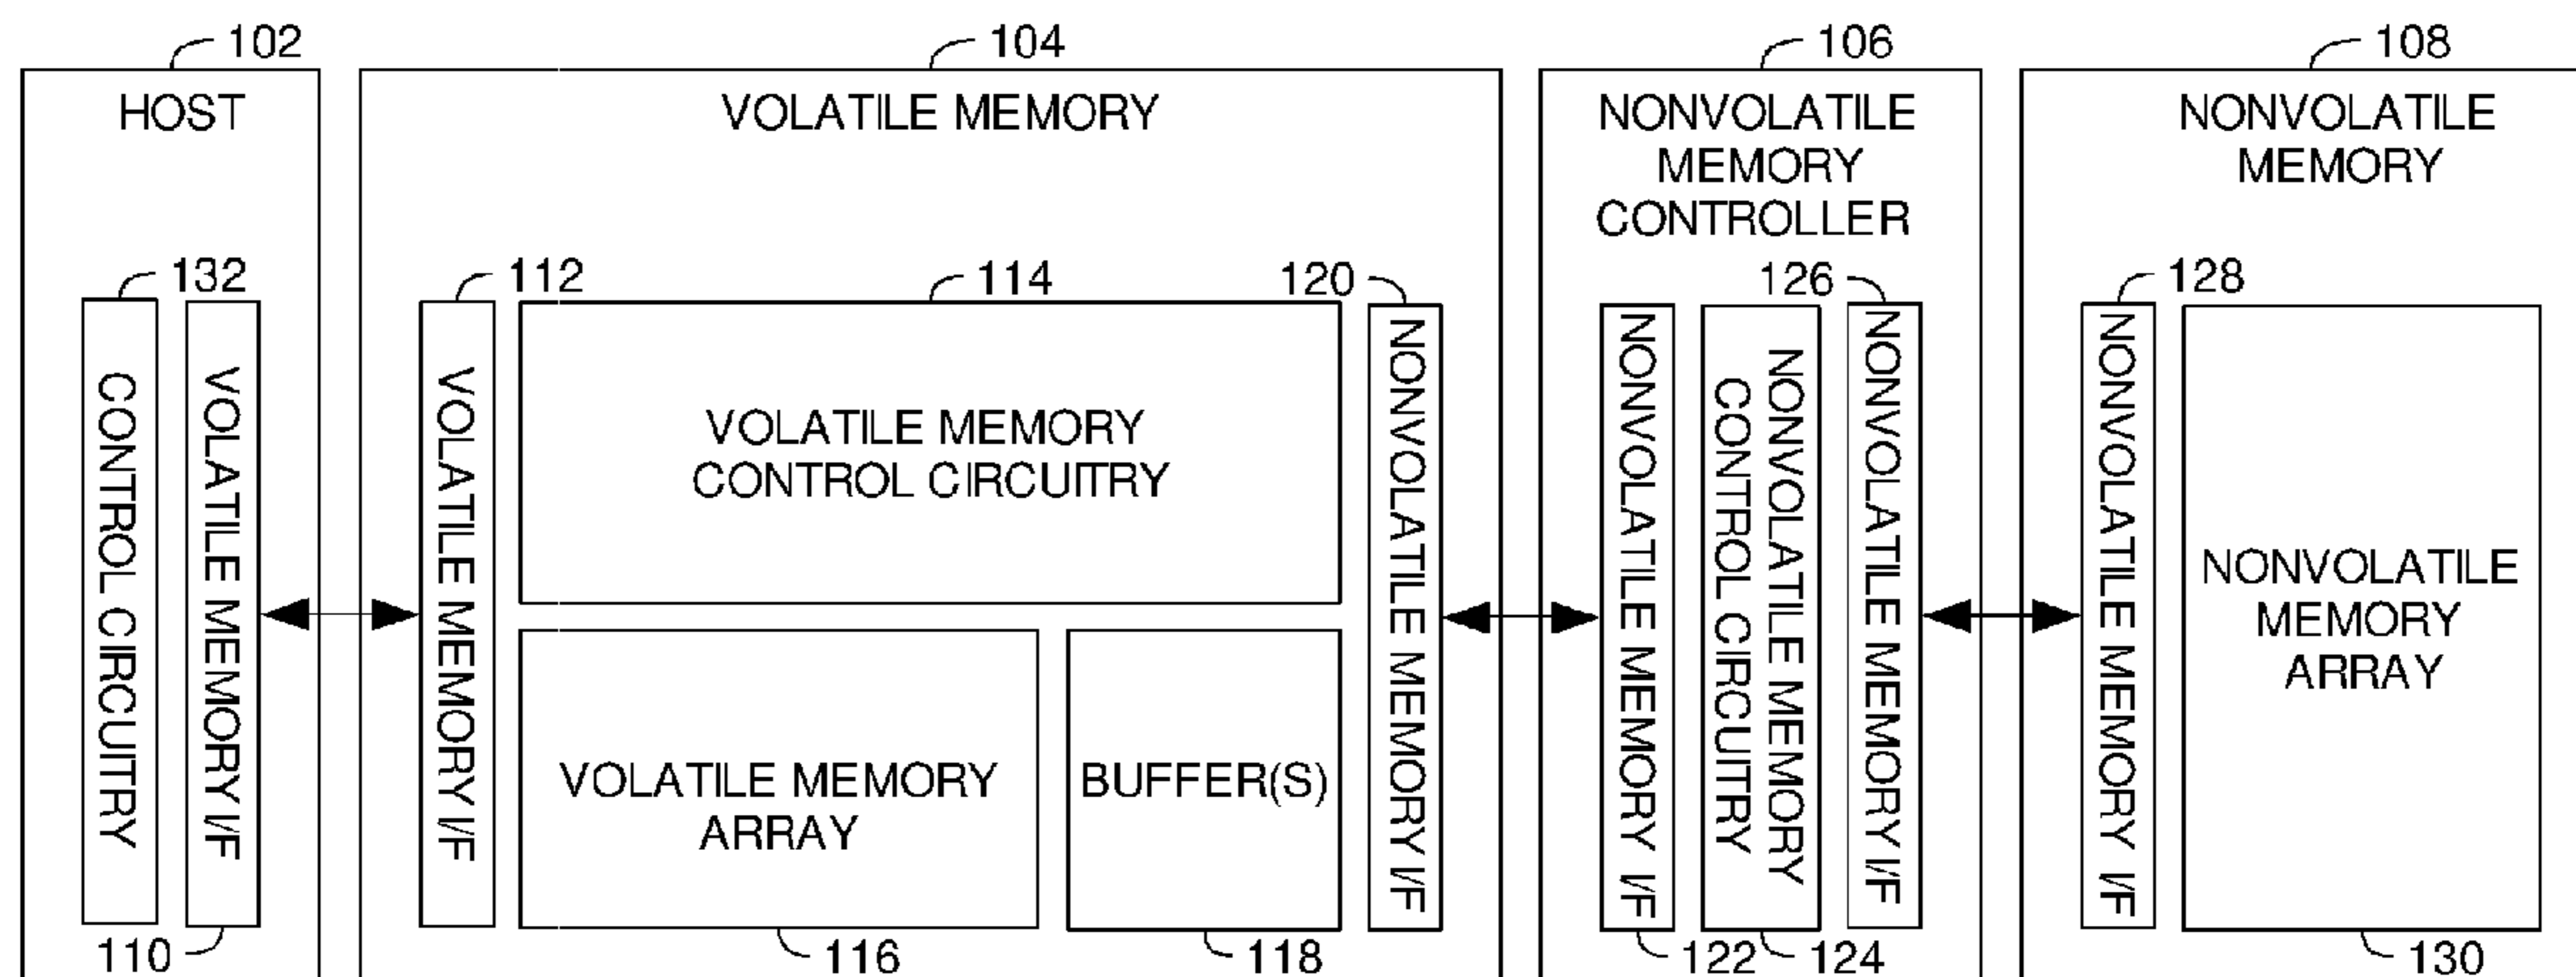 102
104
106
108
HOST
VOLATILE MEMORY
NONVOLATILE
MEMORY
CONTROLLER
NONVOLATILE
MEMORY
132
112
114
120
126
128
CONTROL CIRCUITRY
VOLATILE MEMORY I/F
VOLATILE MEMORY I/F
VOLATILE MEMORY
CONTROL CIRCUITRY
VOLATILE MEMORY
ARRAY
BUFFER(S)
NONVOLATILE MEMORY I/F
NONVOLATILE MEMORY I/F
NONVOLATILE MEMORY
CONTROL CIRCUITRY
NONVOLATILE MEMORY I/F
NONVOLATILE MEMORY I/F
NONVOLATILE
MEMORY
ARRAY
110
116
118
122
124
130